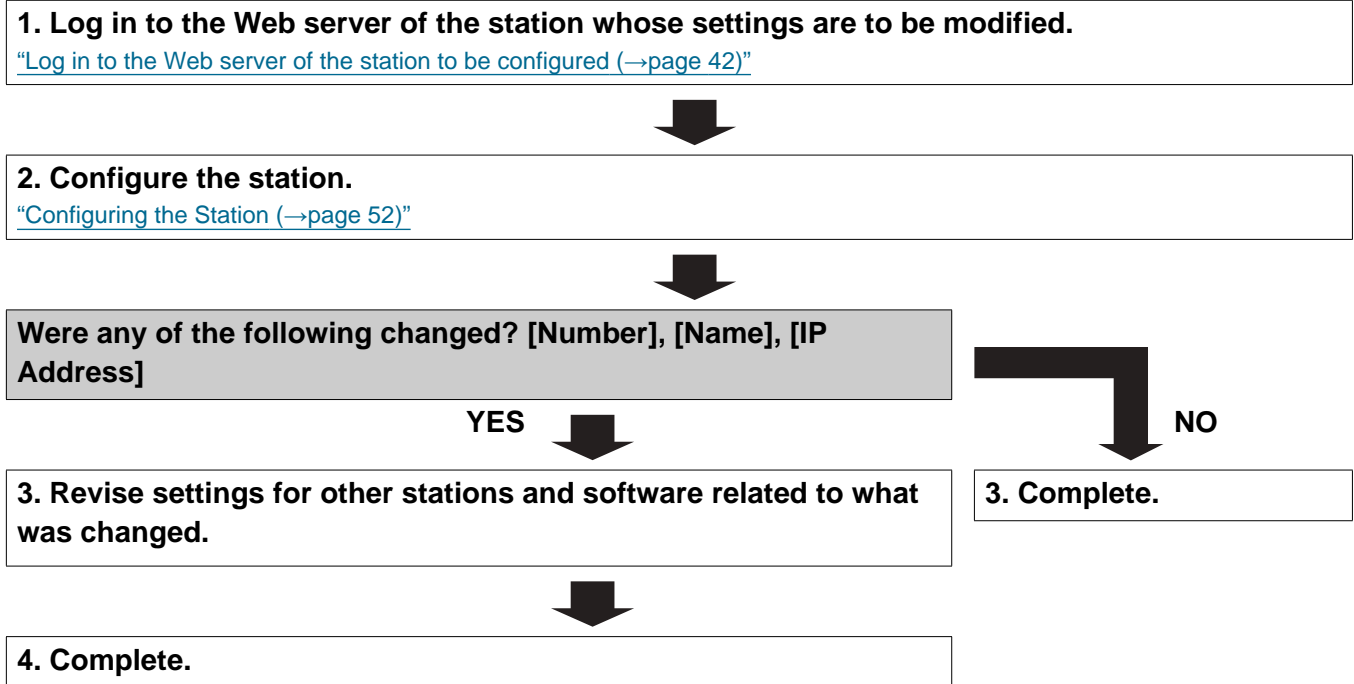 1. Log in to the Web server of the station whose settings are to be modified.
“Log in to the Web server of the station to be configured (→page 42)”
2. Configure the station.
“Configuring the Station (→page 52)”
Were any of the following changed? [Number], [Name], [IP
Address]
YES
NO
3. Revise settings for other stations and software related to what
was changed.
3. Complete.
4. Complete.